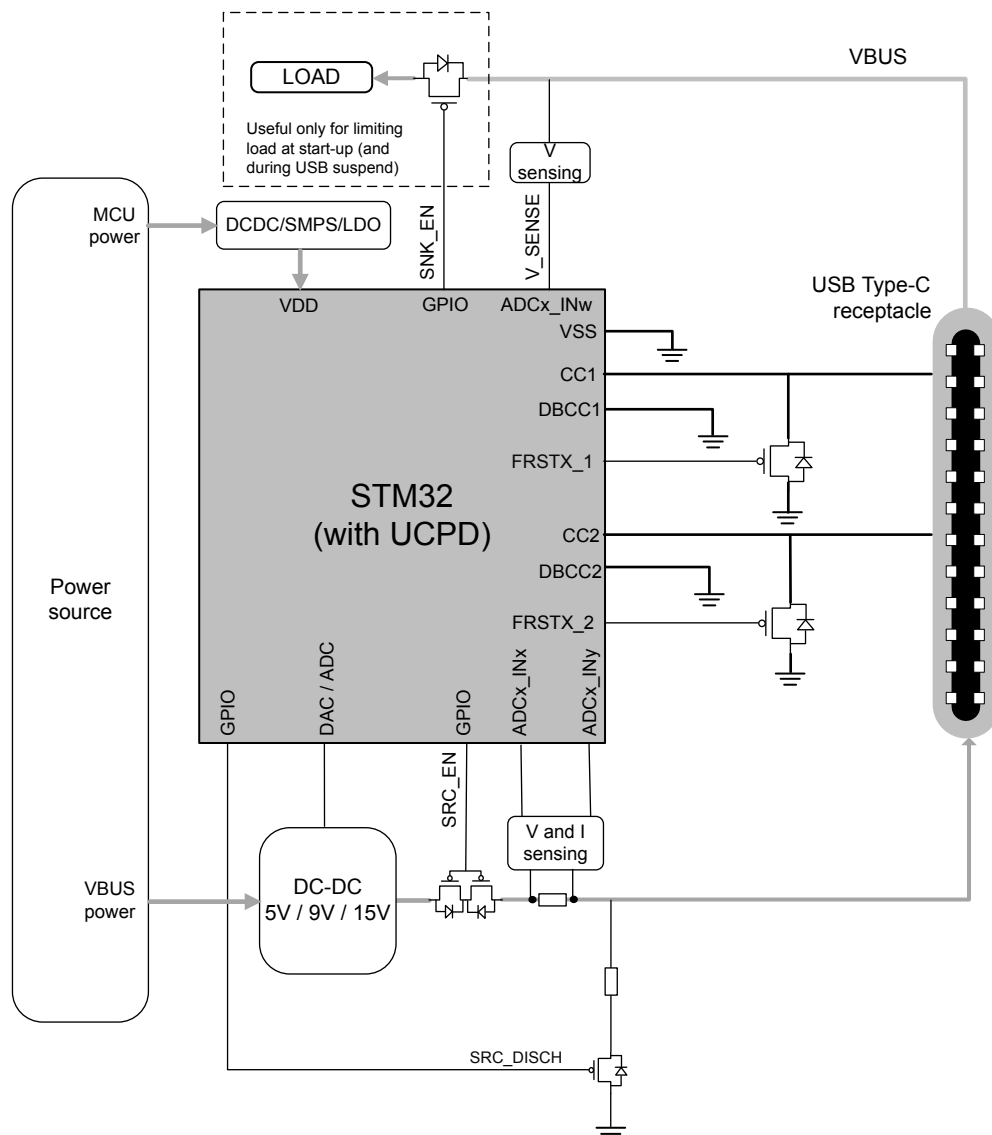 LOAD
Useful only for limiting
load at start-up (and
during USB suspend)
VBUS
V
sensing
MCU
power
DCDC/SMPS/LDO
SNK_EN
V_SENSE
USB Type-C
receptacle
VDD
GPIO
ADCx_INw
VSS
CC1
DBCC1
FRSTX_1
STM32
(with UCPD)
CC2
DBCC2
FRSTX_2
Power
source
GPIO
DAC / ADC
GPIO
ADCx_INx
ADCx_INy
SRC_EN
V and I
sensing
VBUS
power
DC-DC
5V / 9V / 15V
SRC_DISCH